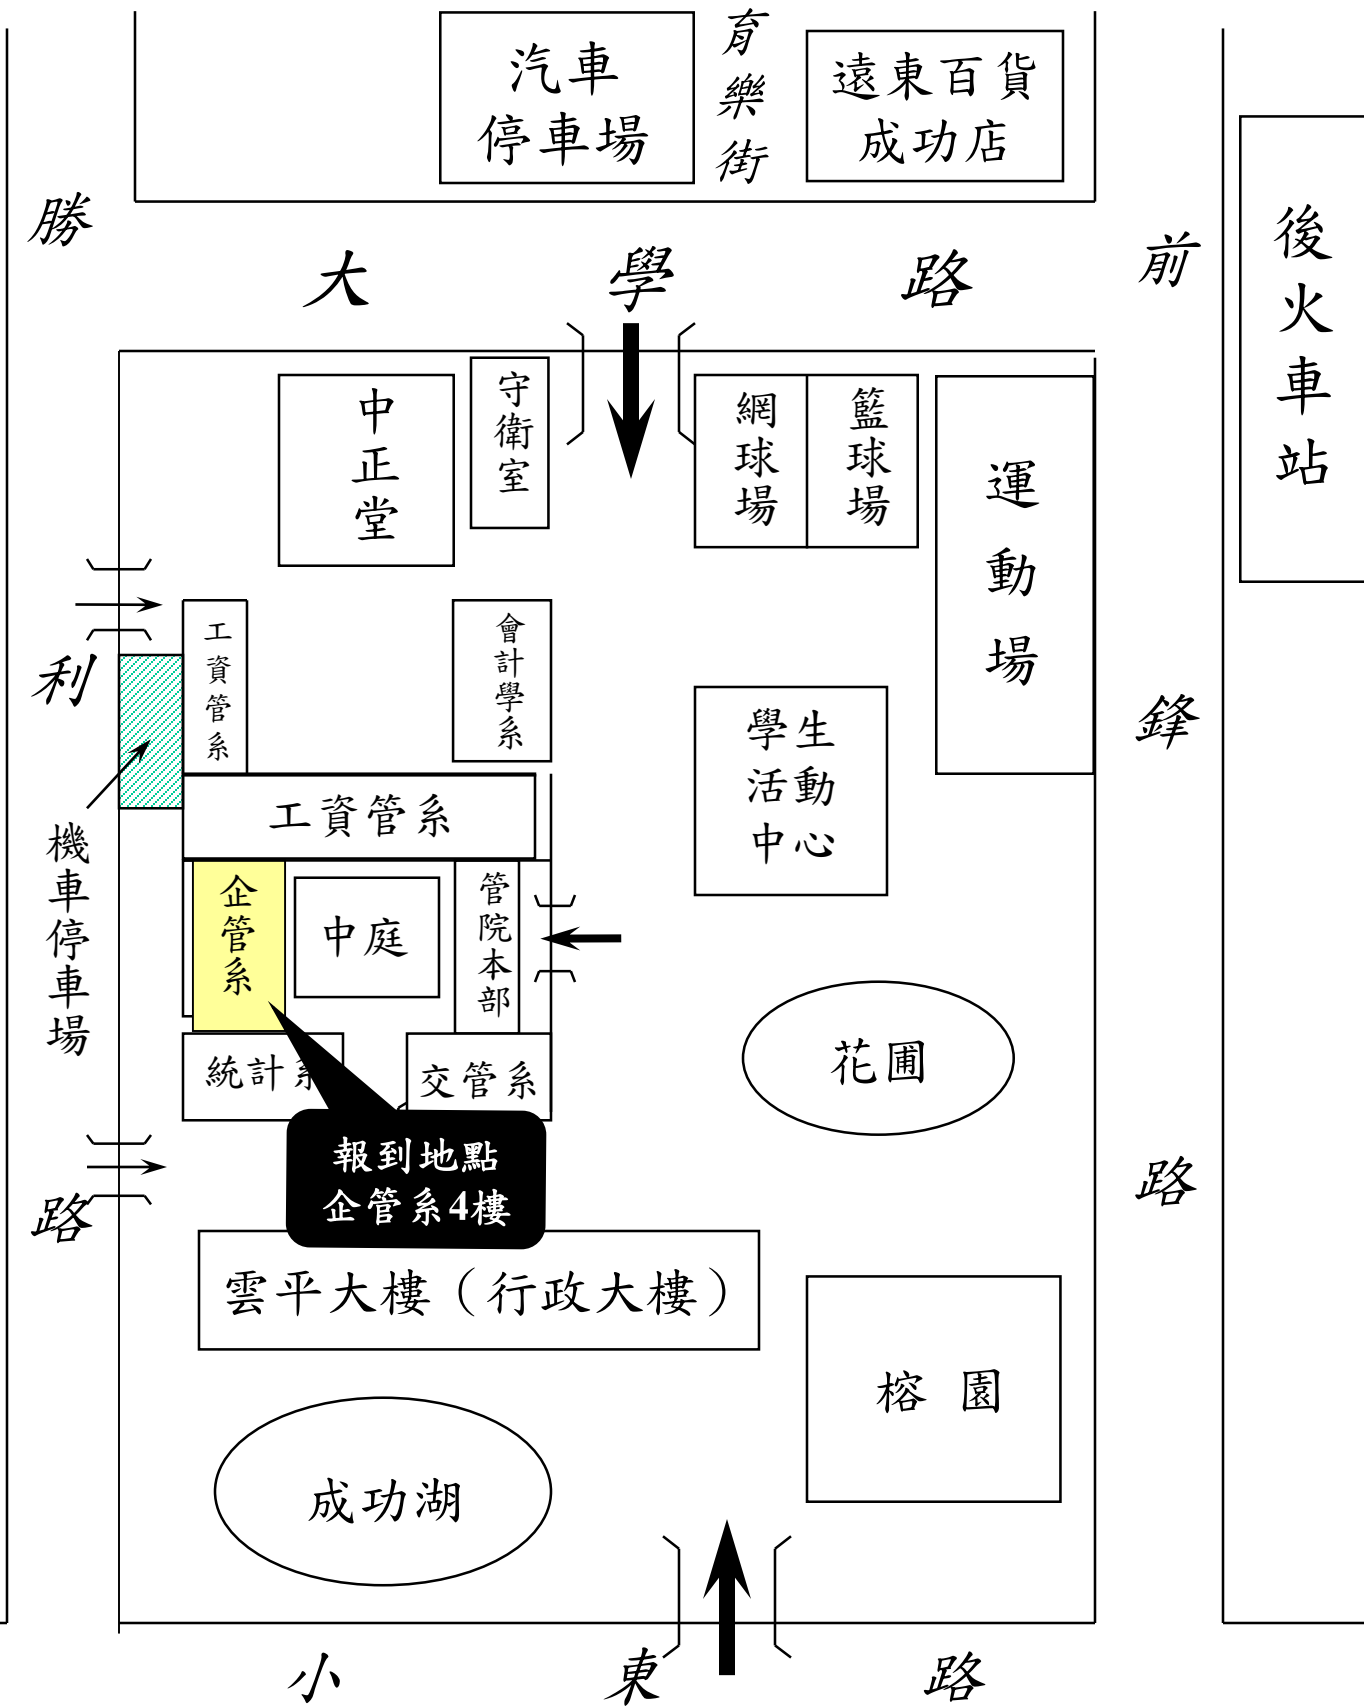 汽車
停車場
育樂街
遠東百貨
成功店
勝利路
大學路
前鋒路
後火車站
中正堂
守衛室
網球場
籃球場
運動場
工資管系
會計學系
學生
活動
中心
工資管系
機車停車場
企管系
中庭
管院本部
統計系
交管系
花圃
報到地點
企管系4樓
雲平大樓（行政大樓）
榕園
成功湖
小東路